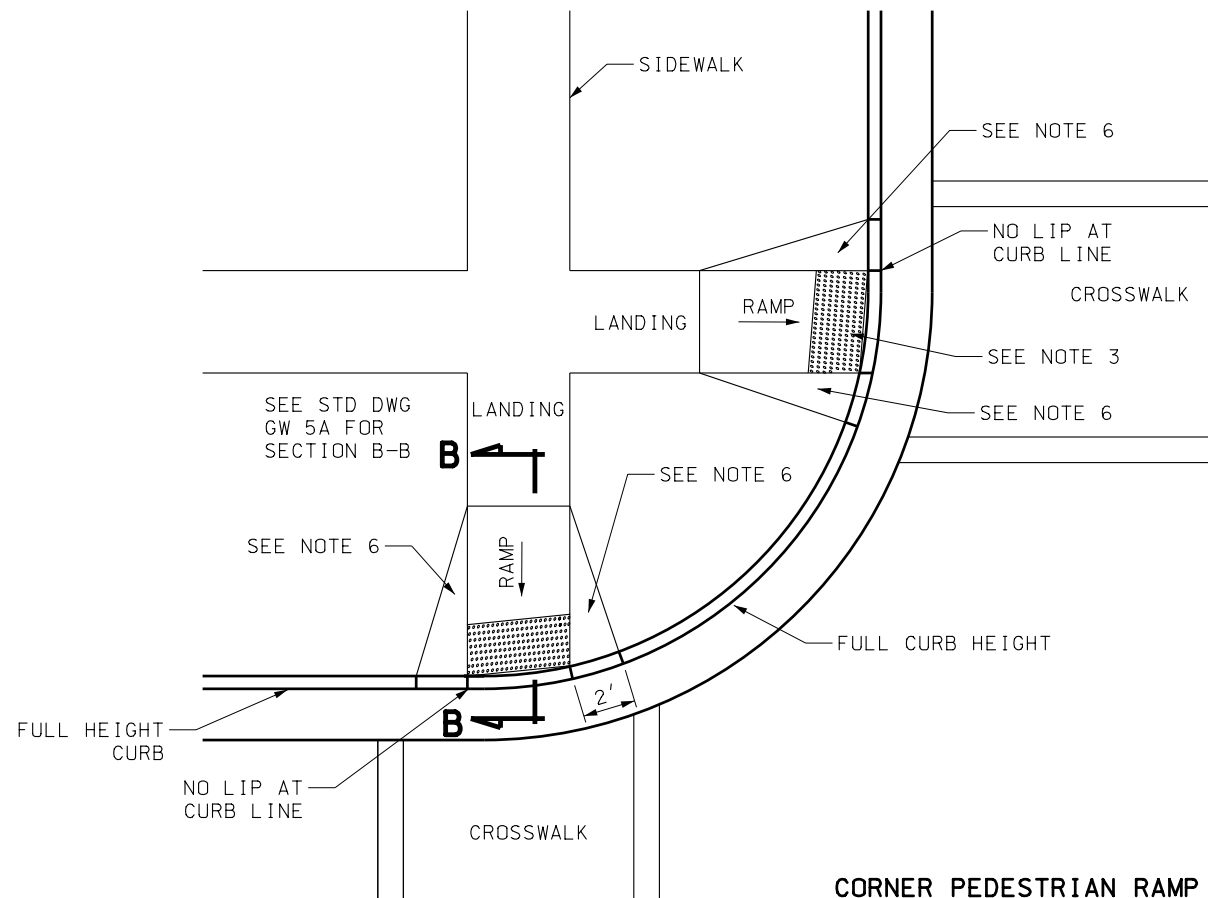 SIDEWALK
SEE NOTE 6
NO LIP AT
CURB LINE
CROSSWALK
RAMP
LANDING
SEE NOTE 3
SEE NOTE 6
SEE STD DWG
GW 5A FOR
SECTION B-B
LANDING
B
SEE NOTE 6
SEE NOTE 6
RAMP
FULL CURB HEIGHT
2'
B
FULL HEIGHT
CURB
NO LIP AT
CURB LINE
CROSSWALK
CORNER PEDESTRIAN RAMP